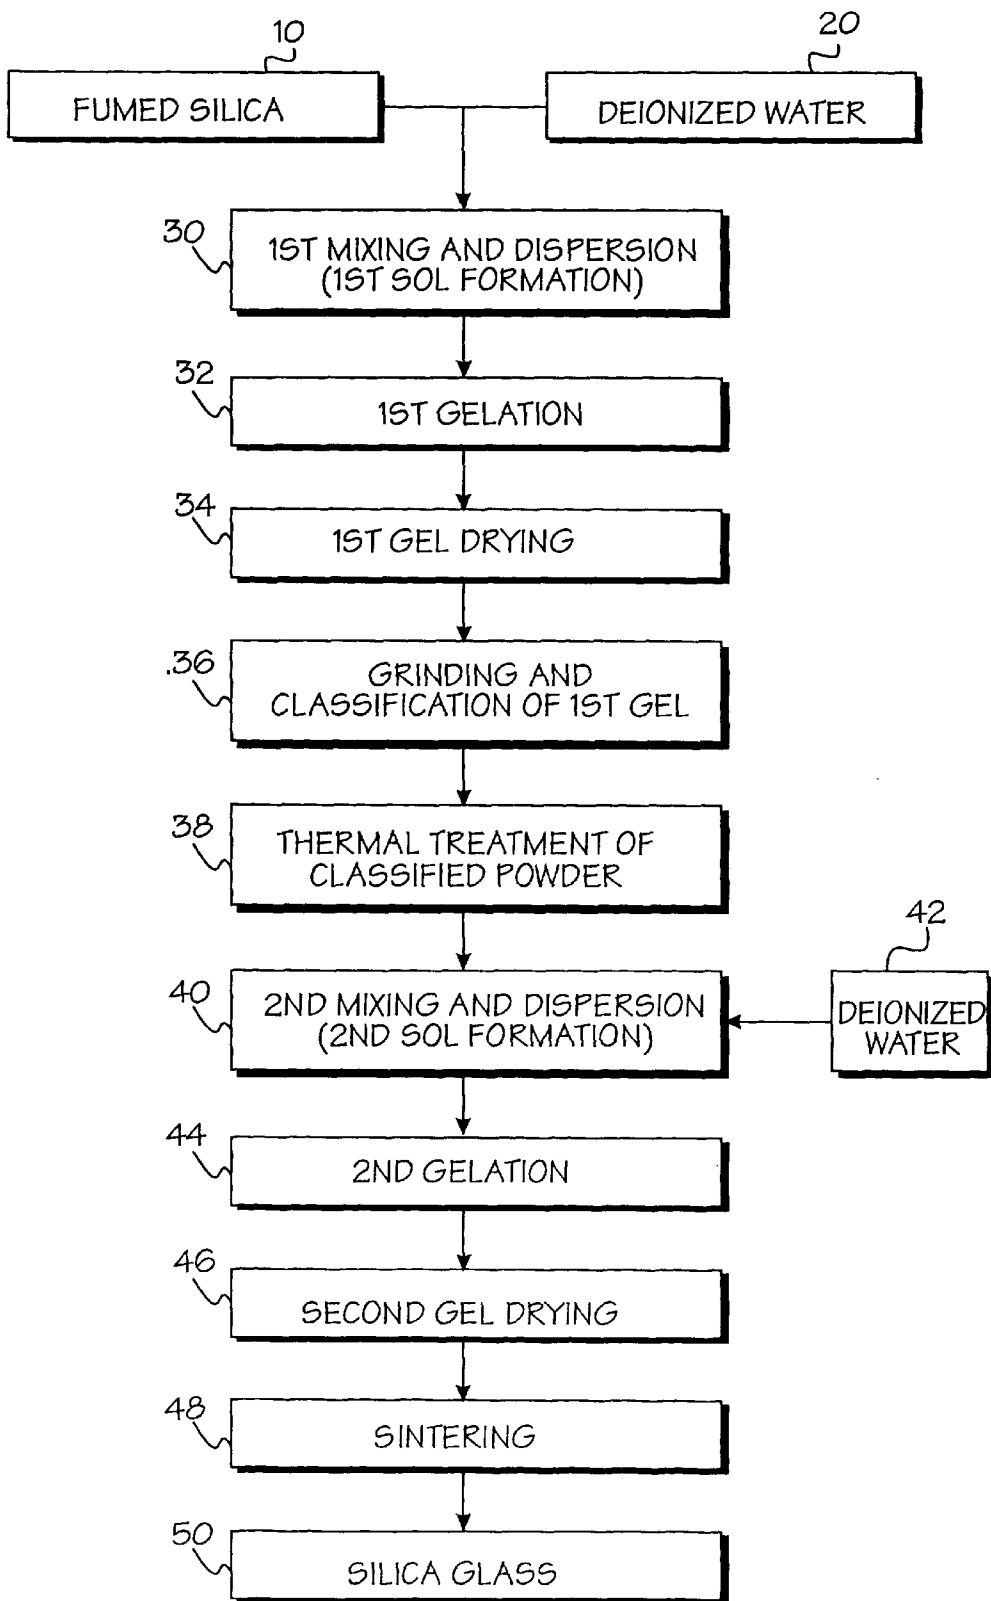 10
20
FUMED SILICA
DEIONIZED WATER
30
1ST MIXING AND DISPERSION
(1ST SOL FORMATION)
32
1ST GELATION
34
1ST GEL DRYING
.36
GRINDING AND
CLASSIFICATION OF 1ST GEL
38
THERMAL TREATMENT OF
CLASSIFIED POWDER
42
40
2ND MIXING AND DISPERSION
(2ND SOL FORMATION)
DEIONIZED
WATER
44
2ND GELATION
46
SECOND GEL DRYING
48
SINTERING
50
SILICA GLASS